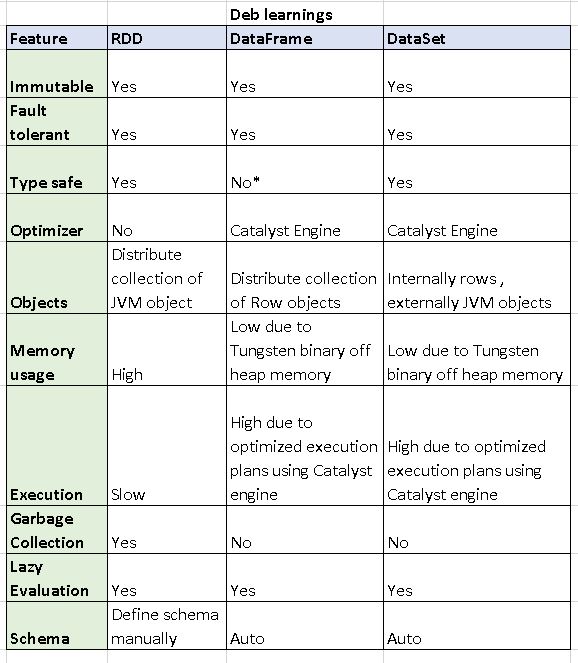 Deb learnings
Feature RDD DataFrame DataSet
Immutable Yes Yes Yes
Fault
tolerant Yes Yes Yes
Type safe Yes No* Yes
Optimizer No Catalyst Engine Catalyst Engine
Objects
Distribute
collection of
JVM object
Distribute collection
of Row objects
Internally rows ,
externally JVM objects
Memory
usage
High
Low due to
Tungsten binary off
heap memory
Low due to Tungsten
binary off heap memory
Execution
Slow
High due to
optimized execution
plans using Catalyst
engine
High due to optimized
execution plans using
Catalyst engine
Garbage
Collection Yes No No
Lazy
Evaluation Yes Yes Yes
Schema
Define schema
manually
Auto
Auto